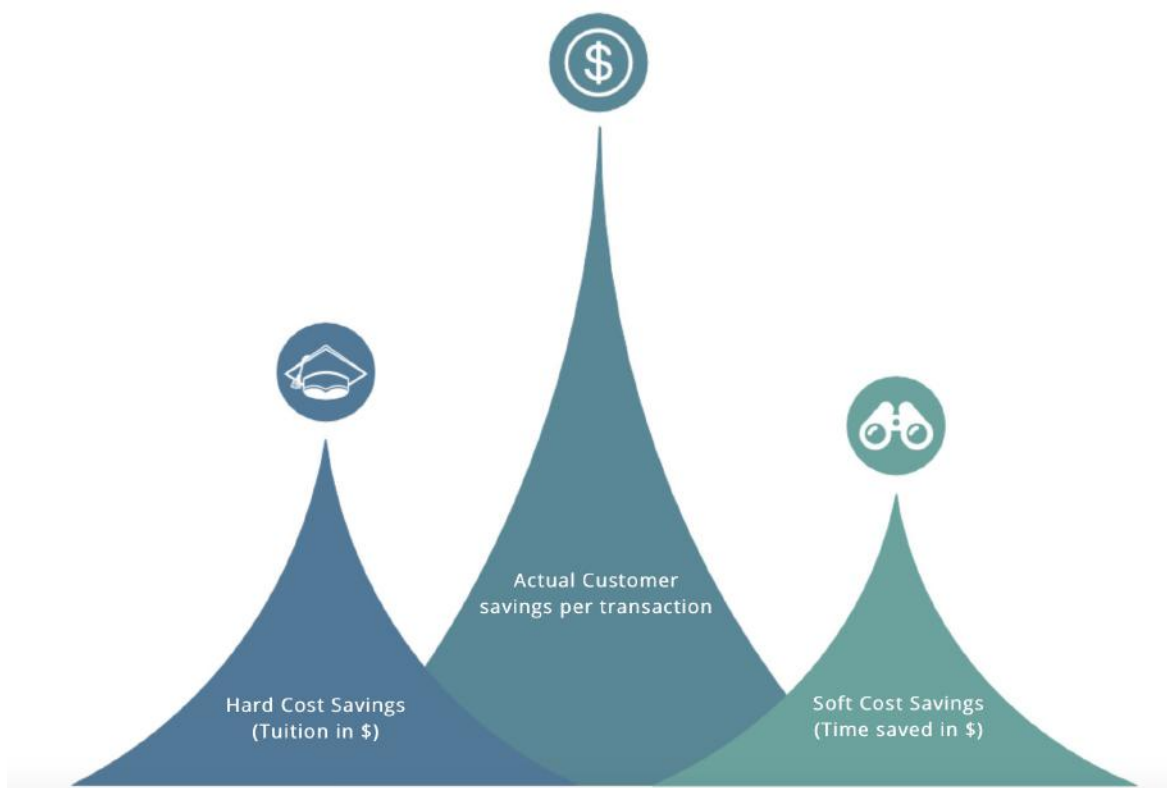 $
Actual Customer
savings per transaction
Hard Cost Savings
(Tuition in $)
Soft Cost Savings
(Time saved in $)